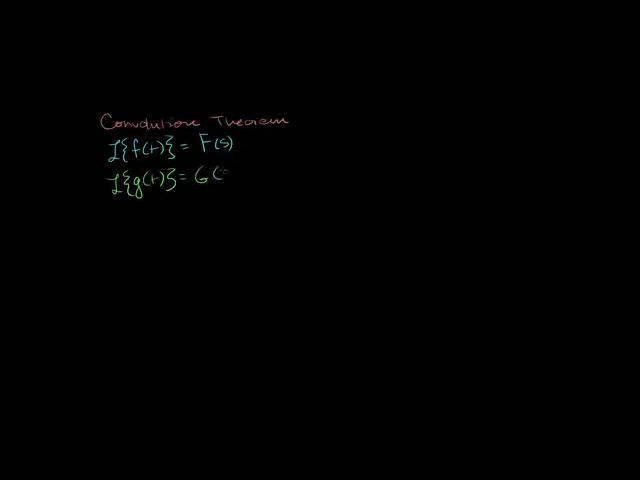 Convolution Theorem
ℒ{f(t)} = F(s)
ℒ{g(t)} = G(